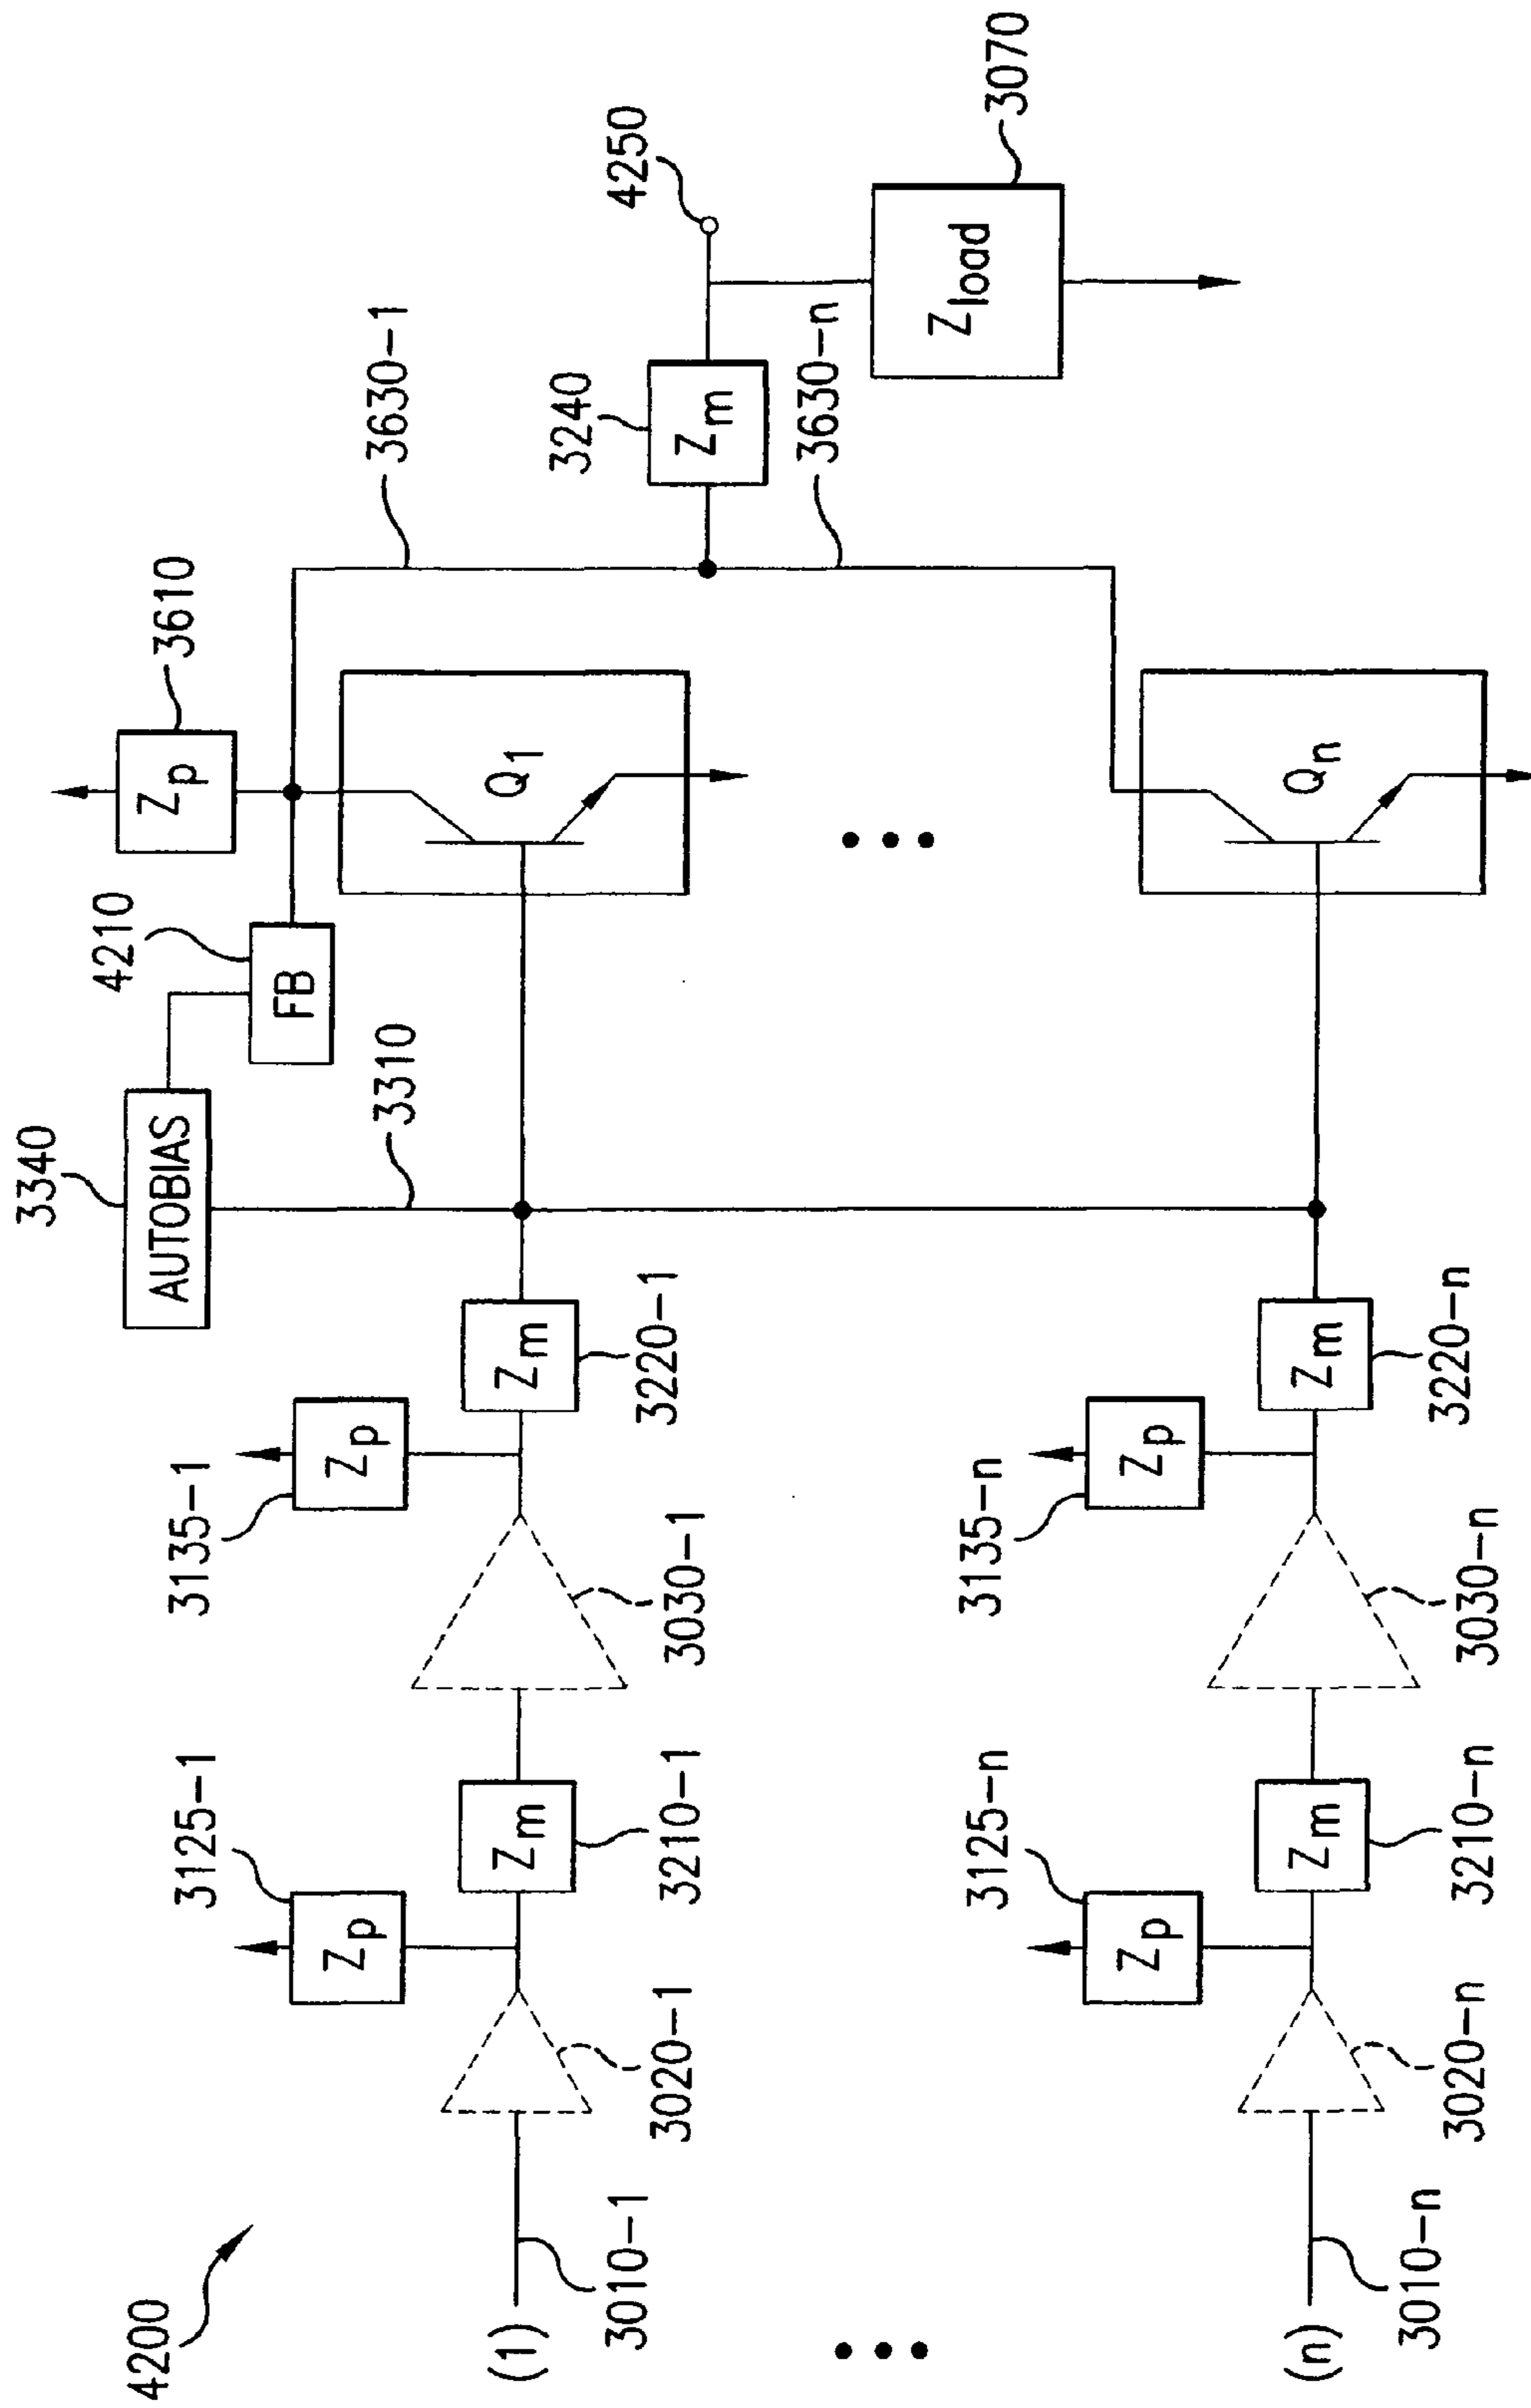 4200
(1)
3010-1
3020-1
3125-1
Zp
Zm
3210-1
3030-1
3135-1
Zp
Zm
3220-1
3340
AUTOBIAS
3310
4210
FB
Zp
3610
Q1
3630-1
3240
Zm
4250
3630-n
Zload
3070
(n)
3010-n
3020-n
3125-n
Zp
Zm
3210-n
3030-n
3135-n
Zp
Zm
3220-n
Qn